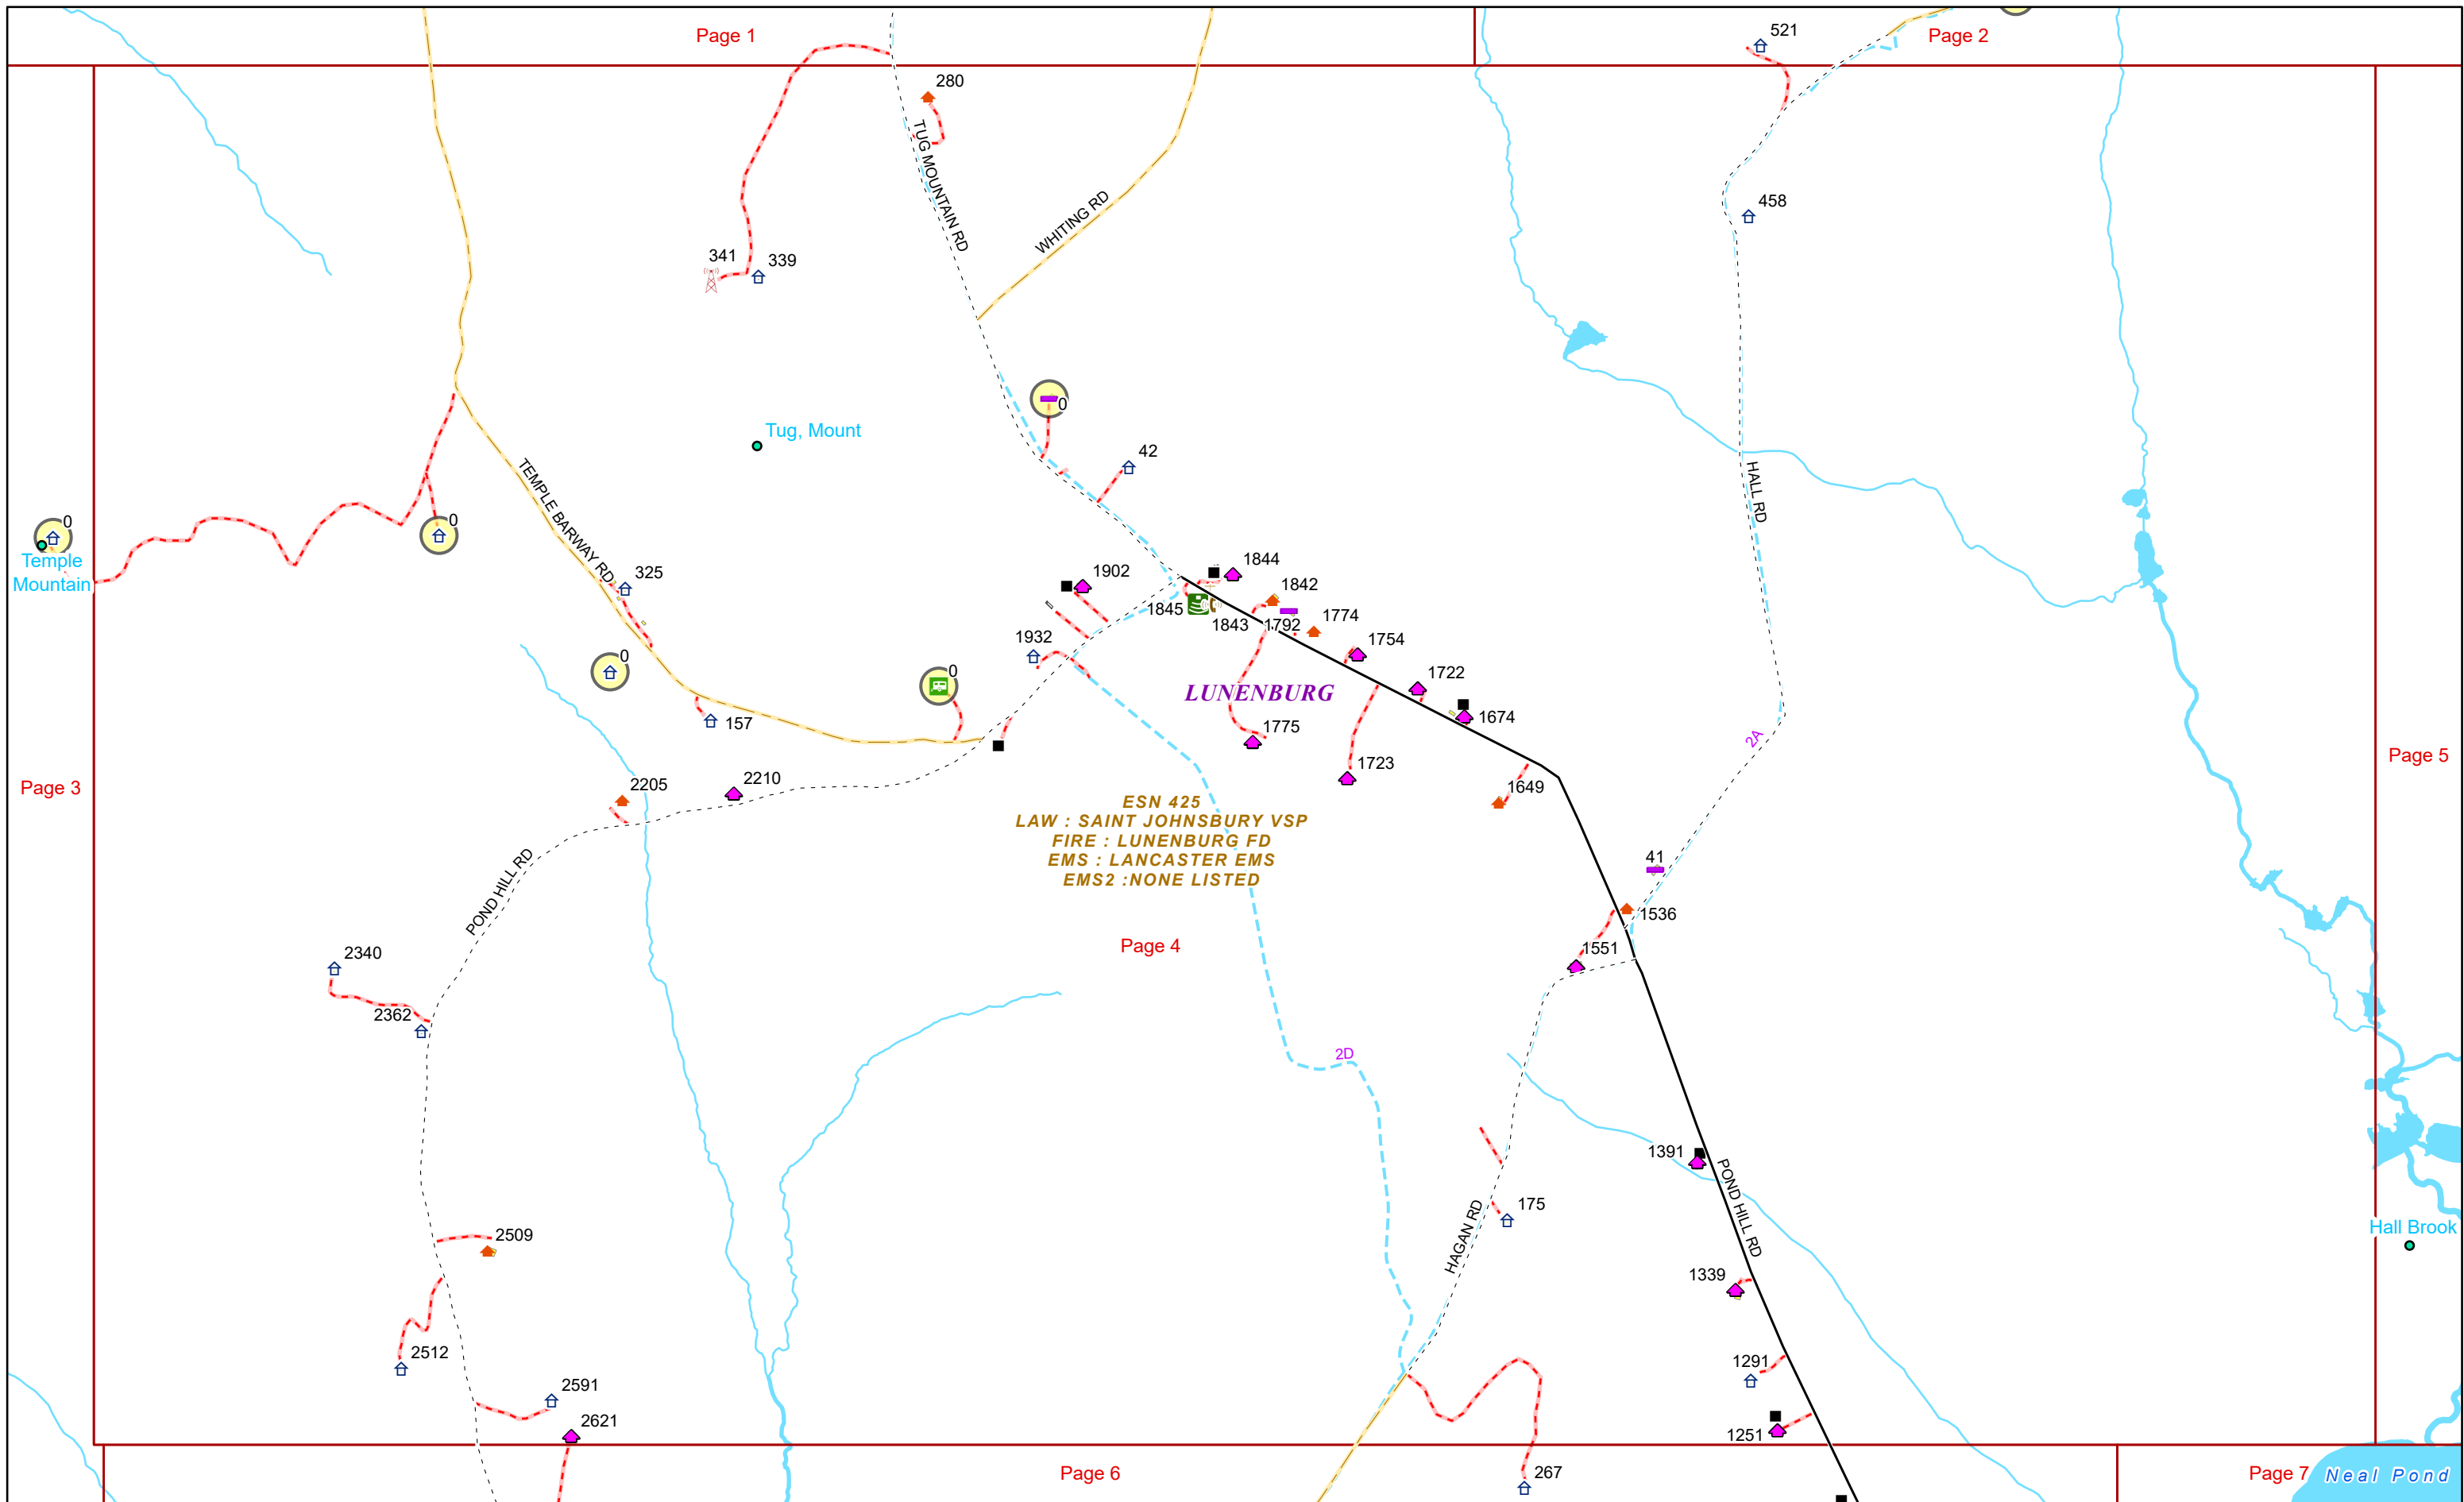 Page 1
521
Page 2
280
TUG MOUNTAIN RD
458
WHITING RD
341
339
0
Tug, Mount
42
TEMPLE BARWAY RD
HALL RD
0
0
Temple
Mountain
325
1902
1844
1842
1845
1843
1792
1774
1932
1754
0
0
1722
LUNENBURG
157
1775
1674
2A
Page 5
1723
2205
2210
Page 3
1649
ESN 425
LAW : SAINT JOHNSBURY VSP
FIRE : LUNENBURG FD
EMS : LANCASTER EMS
EMS2 :NONE LISTED
41
POND HILL RD
1536
Page 4
1551
2340
2362
2D
1391
POND HILL RD
175
HAGAN RD
Hall Brook
2509
1339
2512
1291
2591
2621
1251
Page 6
267
Page 7
Neal Pond